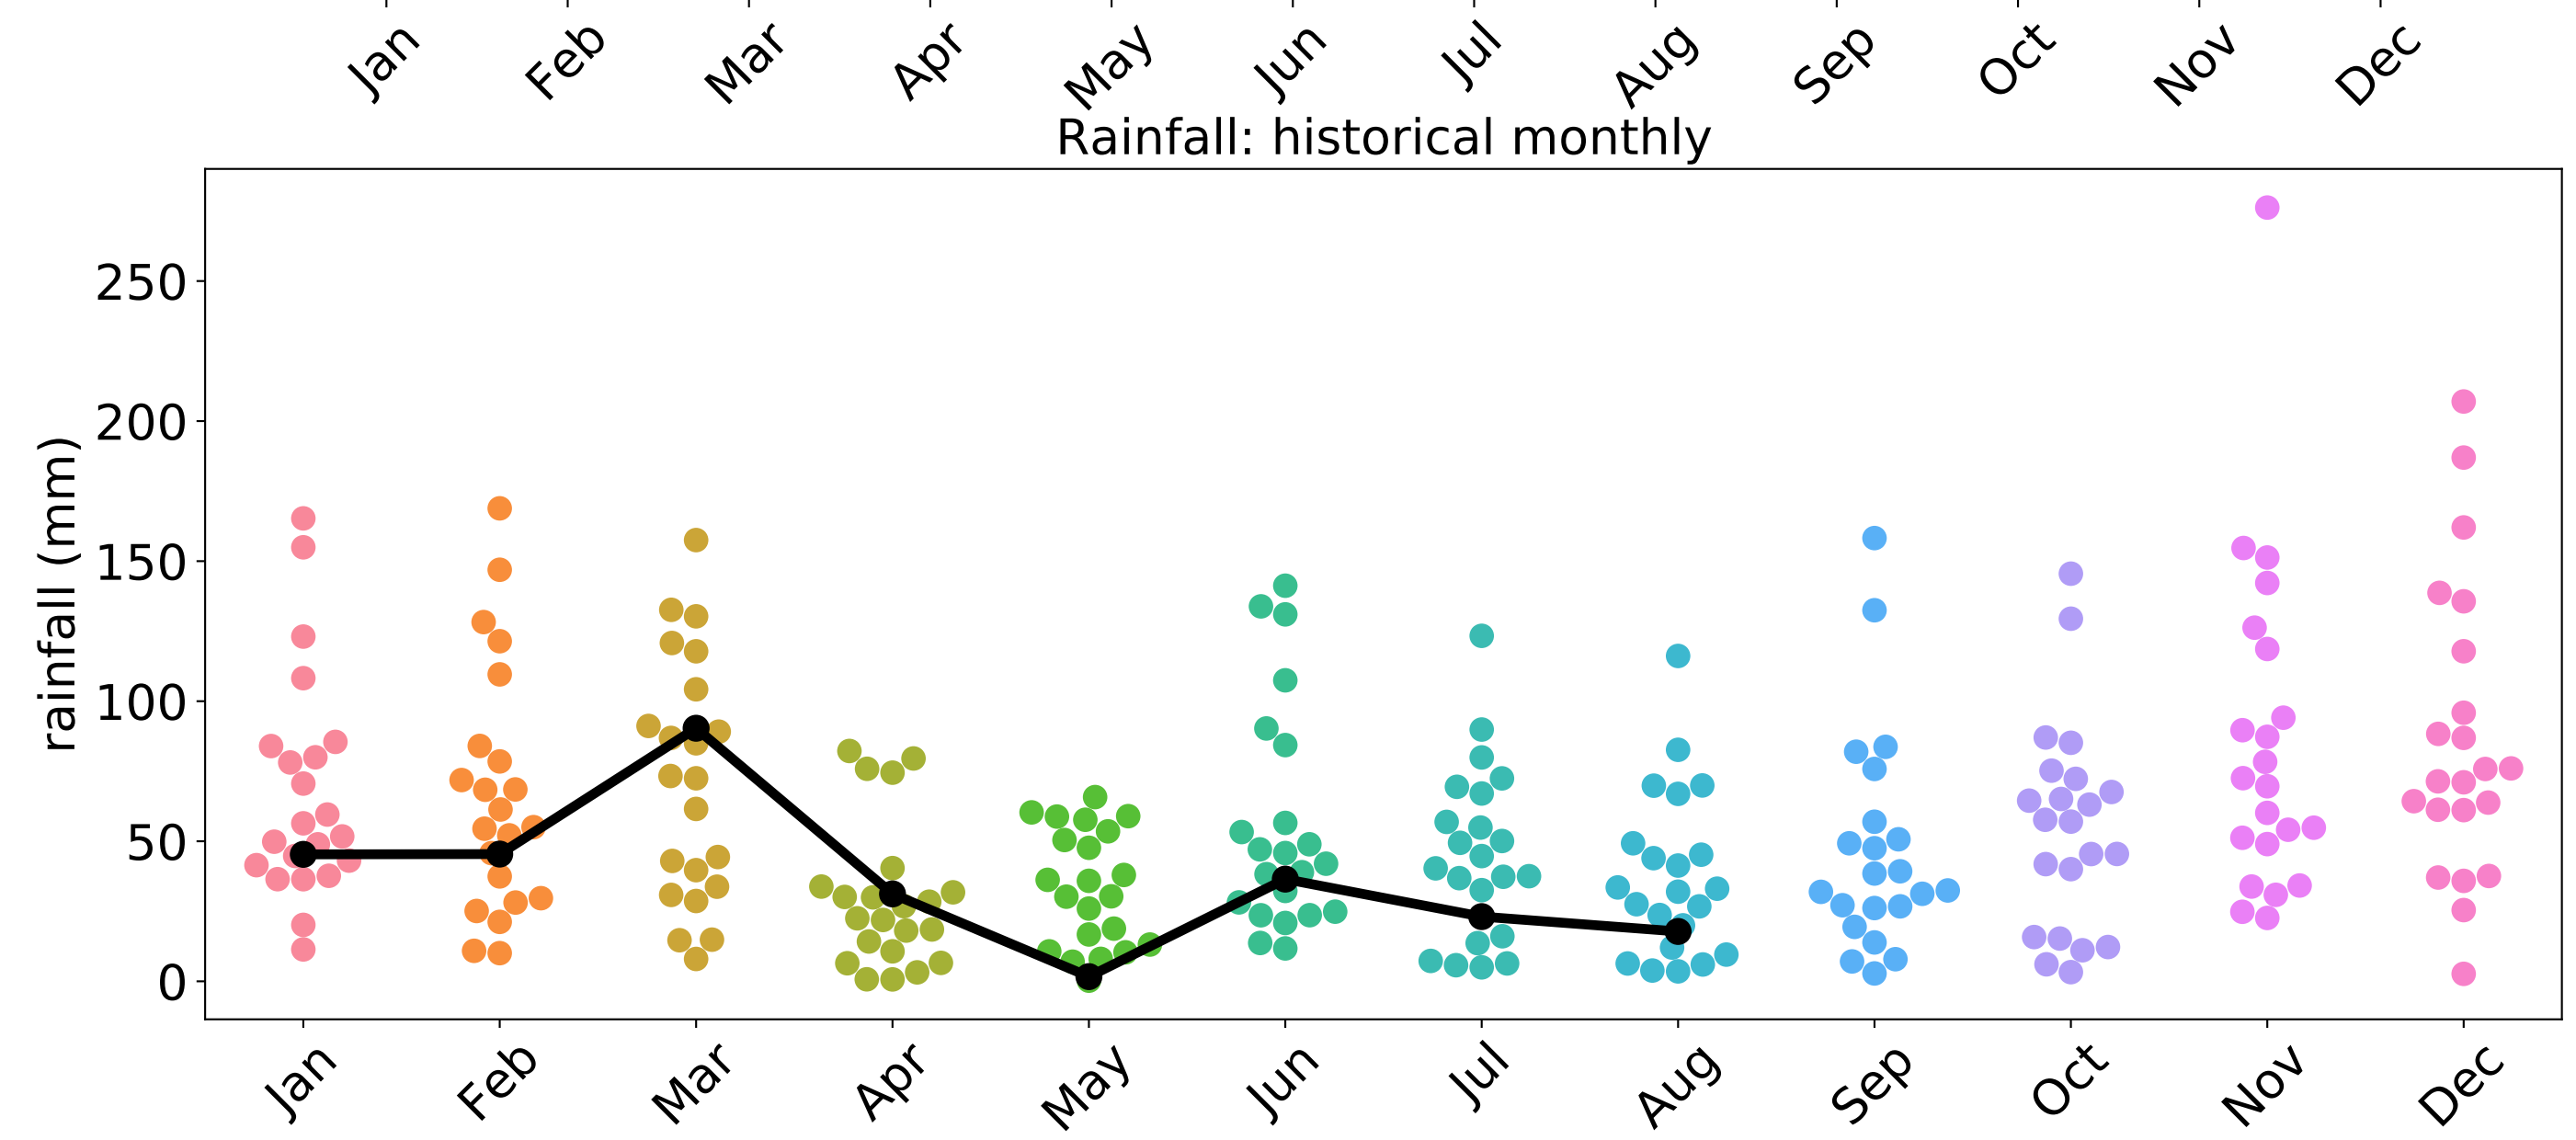 Jan Feb Mar Apr May Jun Jul Aug Sep Oct Nov Dec
Rainfall: historical monthly
rainfall (mm)
250
200
150
100
50
0
Jan Feb Mar Apr May Jun Jul Aug Sep Oct Nov Dec